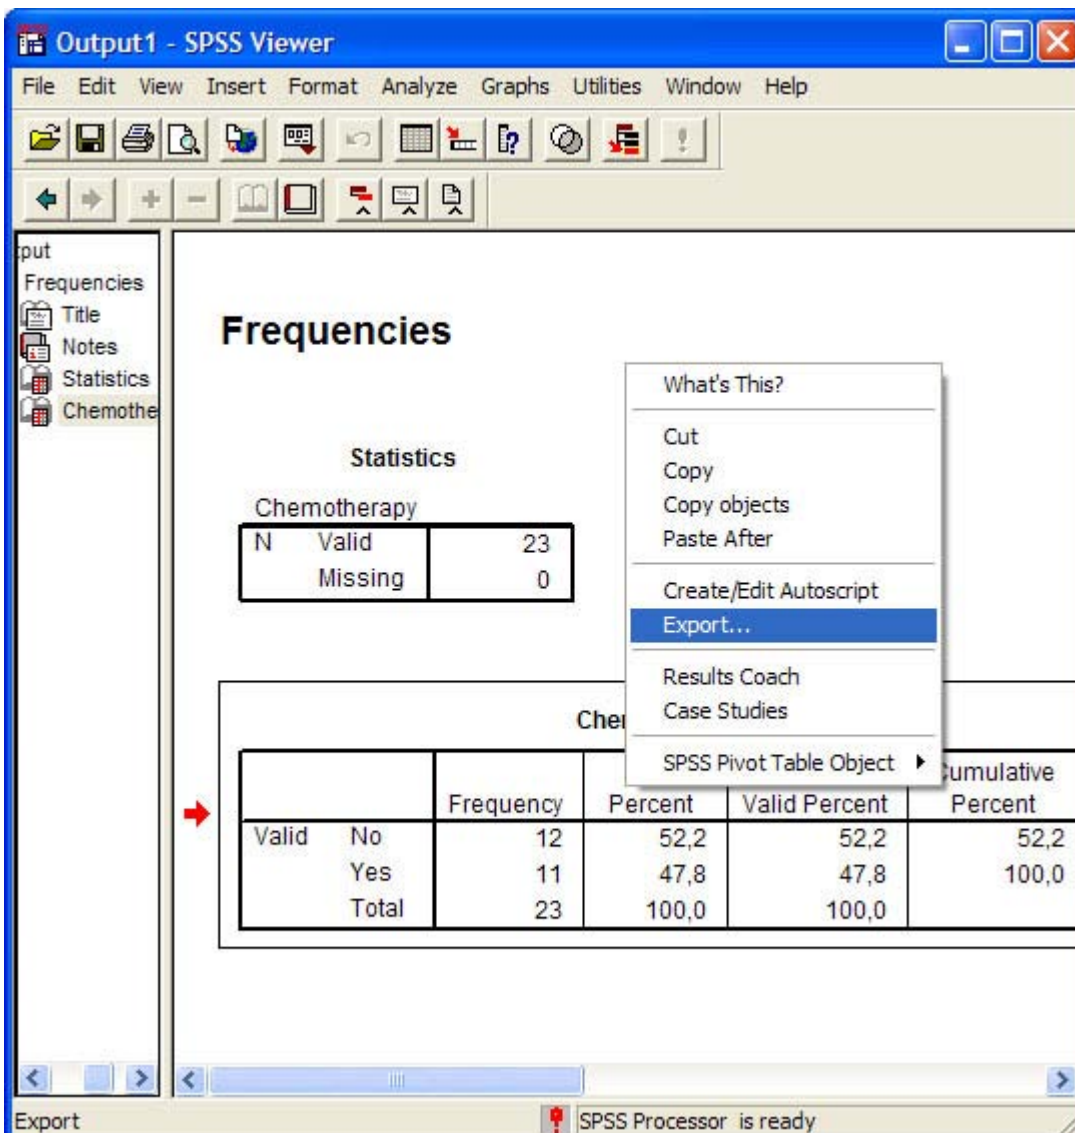 Output1 - SPSS Viewer
File Edit View Insert Format Analyze Graphs Utilities Window Help
put
Frequencies
Title
Notes
Statistics
Chemothe
Frequencies
Statistics
Chemotherapy
N Valid 23
Missing 0
What's This?
Cut
Copy
Copy objects
Paste After
Create/Edit Autoscript
Export...
Results Coach
Case Studies
SPSS Pivot Table Object
Che
Frequency Percent Valid Percent Cumulative Percent
Valid No 12 52,2 52,2 52,2
Yes 11 47,8 47,8 100,0
Total 23 100,0 100,0
Export
SPSS Processor is ready